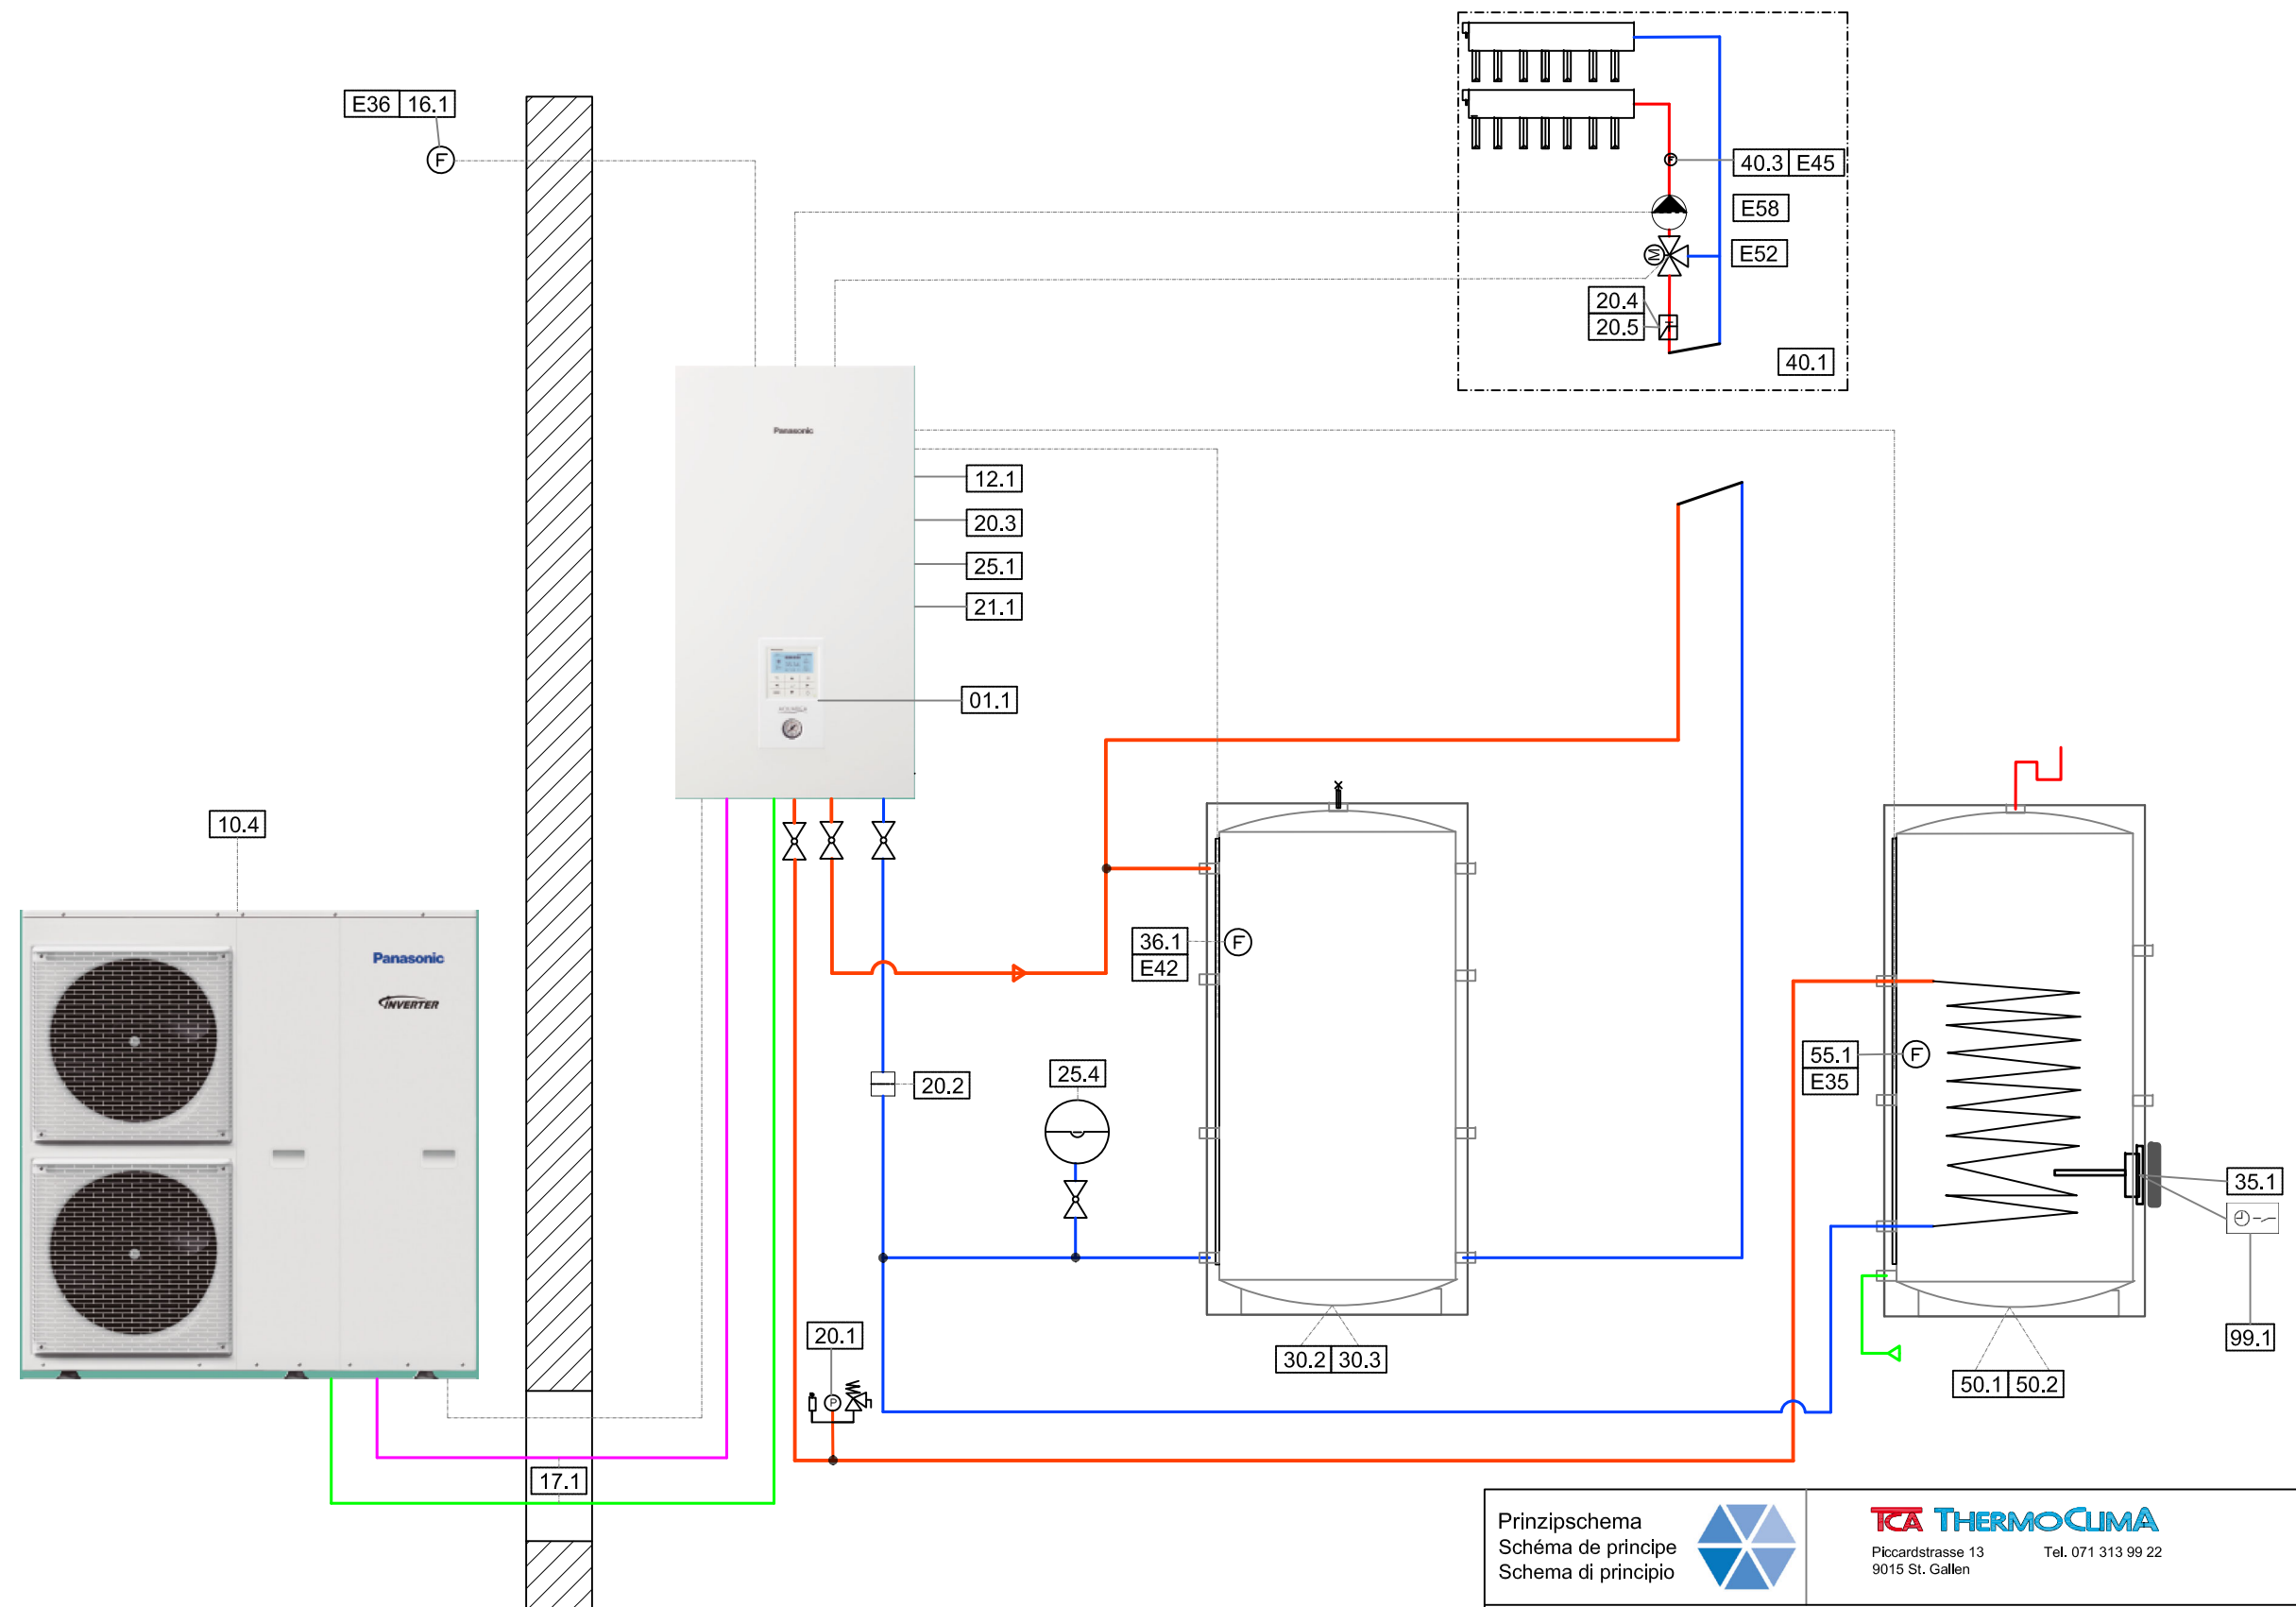 E36 16.1
F
40.3 E45
F
E58
E52
M
20.4
20.5
40.1
Panasonic
12.1
20.3
25.1
21.1
01.1
10.4
Panasonic
INVERTER
36.1
E42
F
20.2
25.4
55.1
E35
F
35.1
99.1
20.1
P
30.2 30.3
50.1 50.2
17.1
Prinzipschema
Schéma de principe
Schema di principio
TCA THERMOCLIMA
Piccardstrasse 13 Tel. 071 313 99 22
9015 St. Gallen